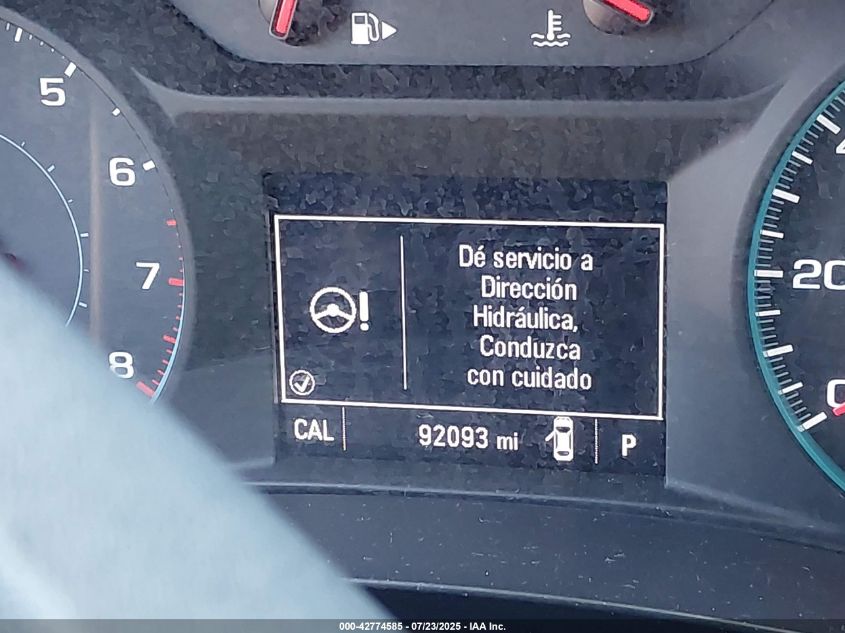 5
6
7
8
20
0
Dé servicio a
Dirección
Hidráulica,
Conduzca
con cuidado
CAL 92093 mi P
000-42774585 - 07/23/2025 - IAA Inc.